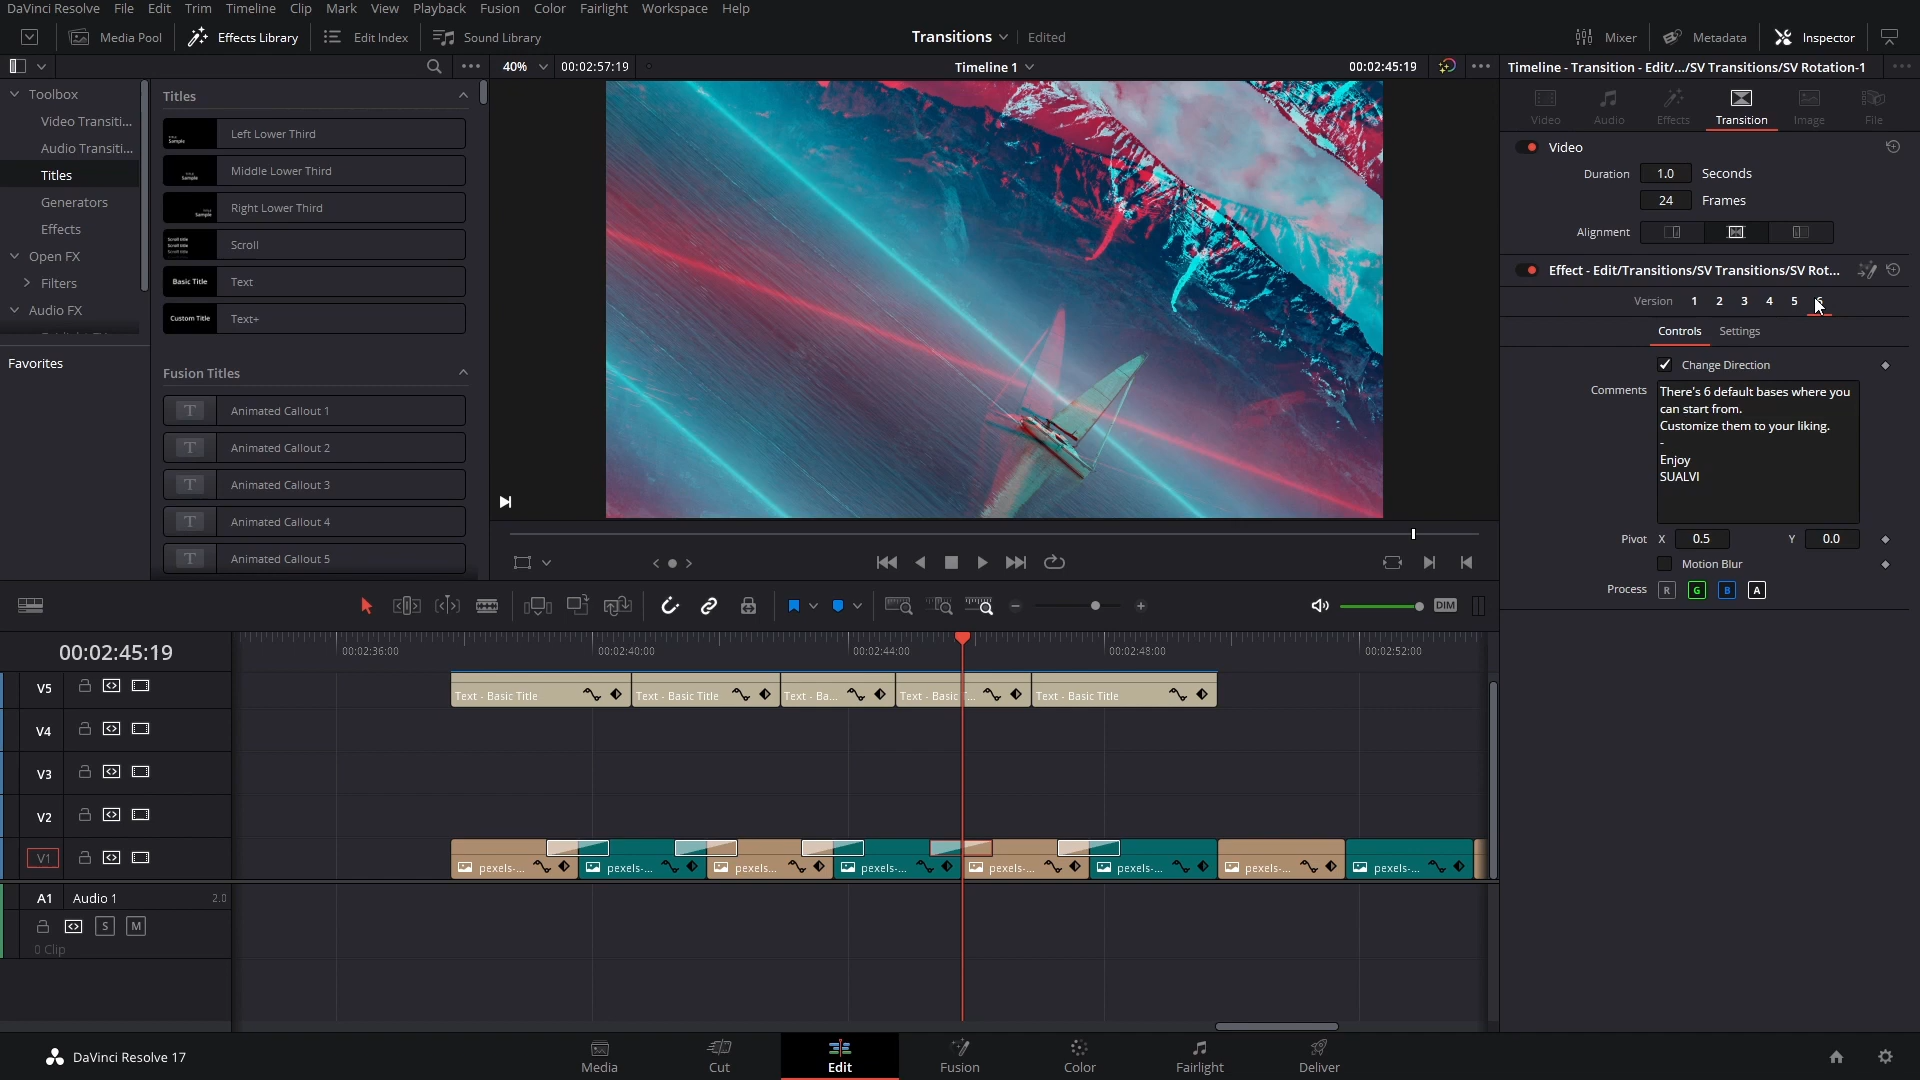 DaVinci Resolve File Edit Trim Timeline Clip Mark View Playback Fusion Color Fairlight Workspace Help
Media Pool Effects Library Edit Index Sound Library Transitions Edited Mixer Metadata Inspector
40% 00:02:57:19 Timeline 1 00:02:45:19 Timeline - Transition - Edit/.../SV Transitions/SV Rotation-1
Toolbox
Video Transiti...
Audio Transiti...
Titles
Generators
Effects
Open FX
Filters
Audio FX
Favorites
Titles
Left Lower Third
Middle Lower Third
Right Lower Third
Scroll
Basic Title Text
Custom Title Text+
Fusion Titles
T Animated Callout 1
T Animated Callout 2
T Animated Callout 3
T Animated Callout 4
T Animated Callout 5
Video Audio Effects Transition Image File
Video
Duration 1.0 Seconds
24 Frames
Alignment
Effect - Edit/Transitions/SV Transitions/SV Rot...
Version 1 2 3 4 5
Controls Settings
Change Direction
Comments There's 6 default bases where you
can start from.
Customize them to your liking.
-
Enjoy
SUALVI
Pivot X 0.5 Y 0.0
Motion Blur
Process R G B A
DIM
00:02:45:19 00:02:36:00 00:02:40:00 00:02:44:00 00:02:48:00 00:02:52:00
V5 Text - Basic Title Text - Basic Title Text - Ba... Text - Basic T... Text - Basic Title
V4
V3
V2
V1 pexels-... pexels-... pexels-... pexels-... pexels-... pexels-... pexels-... pexels-...
A1 Audio 1 2.0
S M
0 Clip
DaVinci Resolve 17 Media Cut Edit Fusion Color Fairlight Deliver